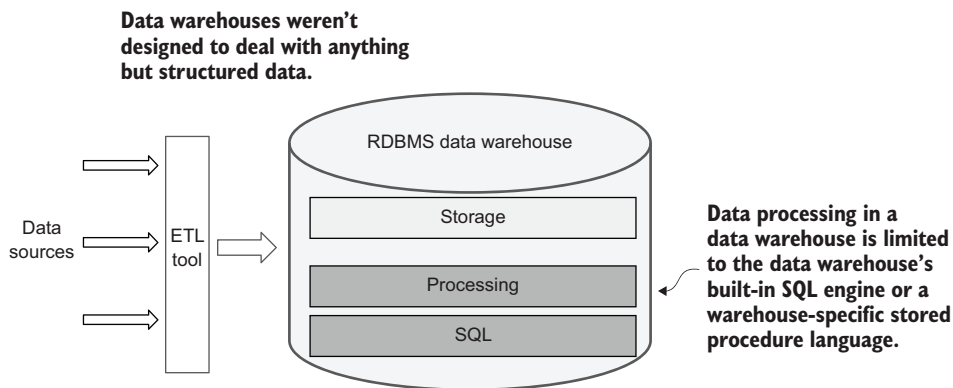 Data warehouses weren’t
designed to deal with anything
but structured data.
RDBMS data warehouse
Storage
Data
sources
ETL
tool
Processing
SQL
Data processing in a
data warehouse is limited
to the data warehouse’s
built-in SQL engine or a
warehouse-specific stored
procedure language.